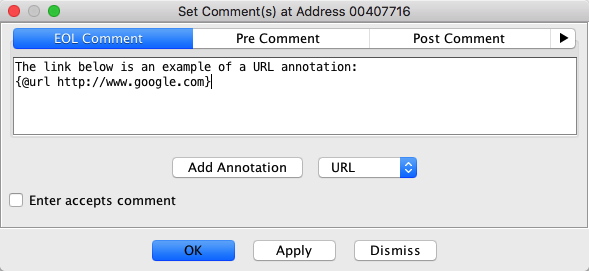 Set Comment(s) at Address 00407716
EOL Comment Pre Comment Post Comment
The link below is an example of a URL annotation:
{@url http://www.google.com}
Add Annotation URL
Enter accepts comment
OK Apply Dismiss